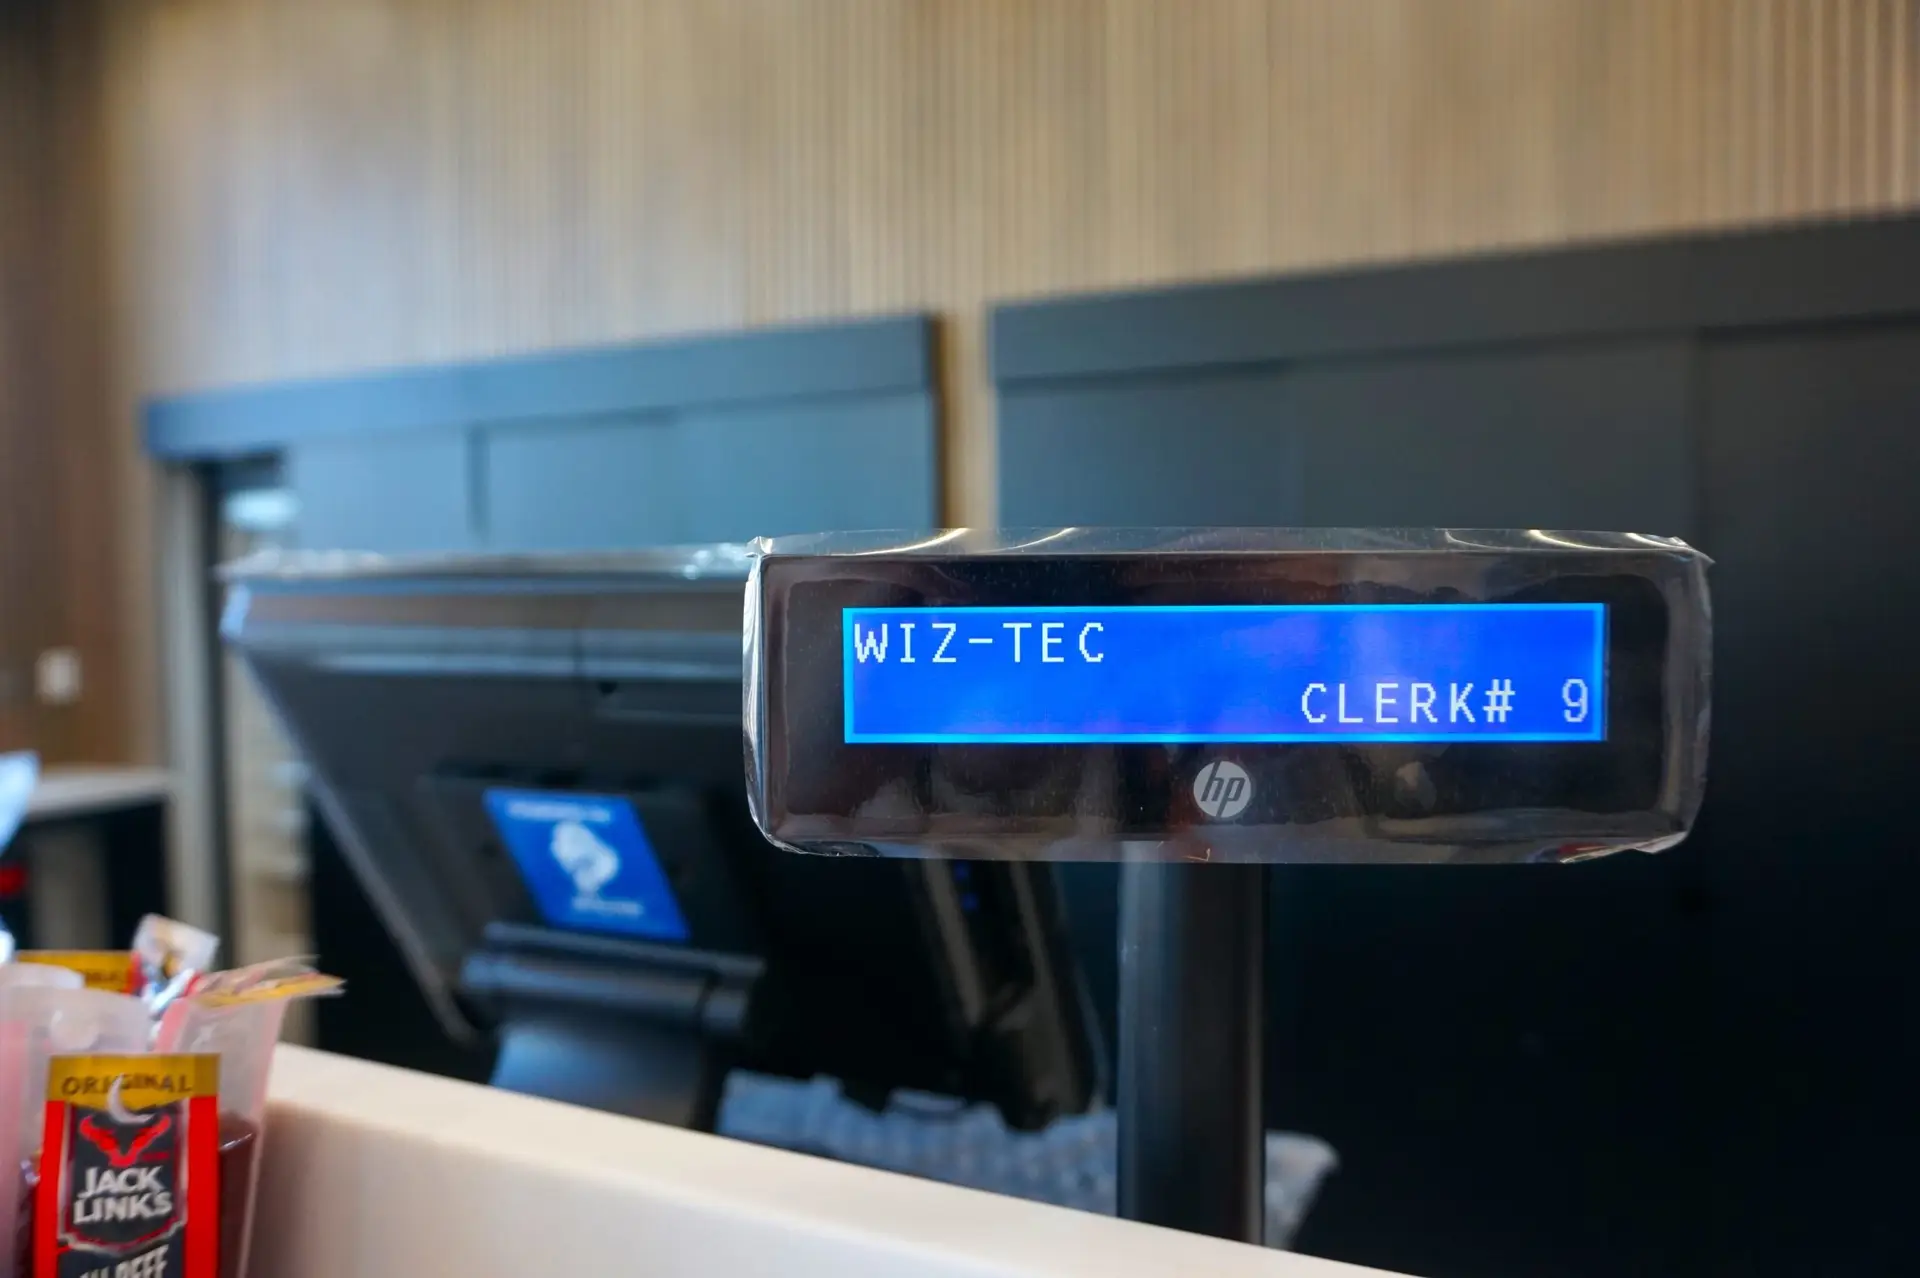 WIZ-TEC
CLERK# 9
hp
ORIGINAL
JACK
LINKS